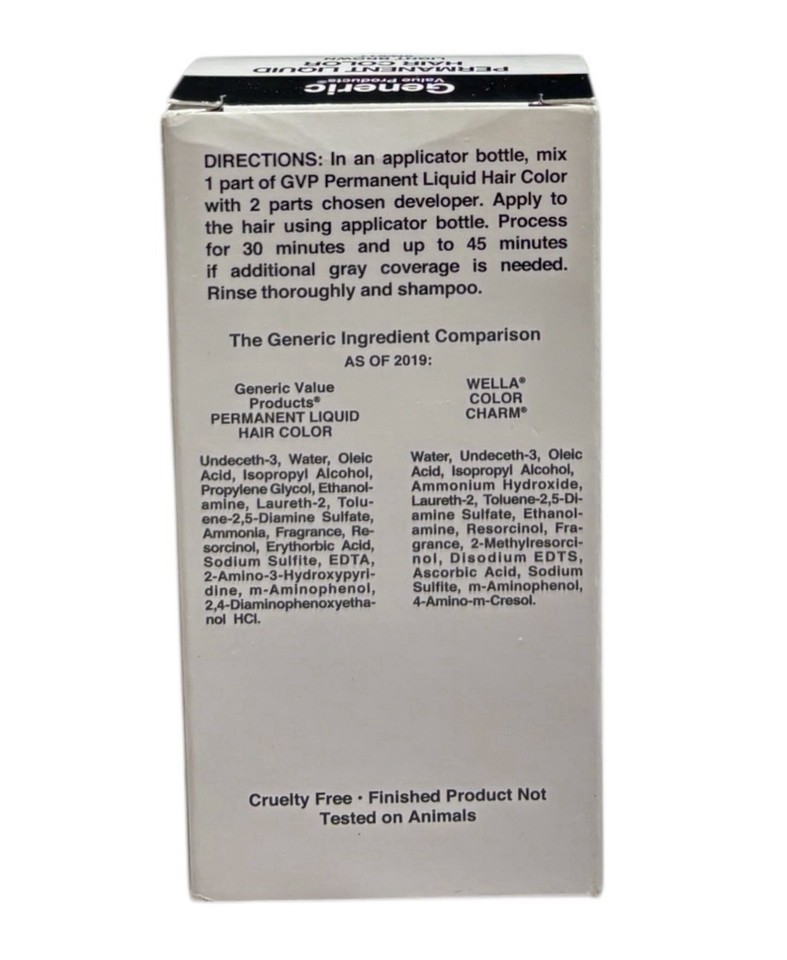 PERMANENT LIQUID
HAIR COLOR
LIGHT BROWN
Generic
Value Products®
DIRECTIONS: In an applicator bottle, mix
1 part of GVP Permanent Liquid Hair Color
with 2 parts chosen developer. Apply to
the hair using applicator bottle. Process
for 30 minutes and up to 45 minutes
if additional gray coverage is needed.
Rinse thoroughly and shampoo.
The Generic Ingredient Comparison
AS OF 2019:
Generic Value
Products®
PERMANENT LIQUID
HAIR COLOR
Undeceth-3, Water, Oleic
Acid, Isopropyl Alcohol,
Propylene Glycol, Ethanol-
amine, Laureth-2, Tolu-
ene-2,5-Diamine Sulfate,
Ammonia, Fragrance, Re-
sorcinol, Erythorbic Acid,
Sodium Sulfite, EDTA,
2-Amino-3-Hydroxypyri-
dine, m-Aminophenol,
2,4-Diaminophenoxyetha-
nol HCl.
WELLA®
COLOR
CHARM®
Water, Undeceth-3, Oleic
Acid, Isopropyl Alcohol,
Ammonium Hydroxide,
Laureth-2, Toluene-2,5-Di-
amine Sulfate, Ethanol-
amine, Resorcinol, Fra-
grance, 2-Methylresorci-
nol, Disodium EDTS,
Ascorbic Acid, Sodium
Sulfite, m-Aminophenol,
4-Amino-m-Cresol.
Cruelty Free • Finished Product Not
Tested on Animals